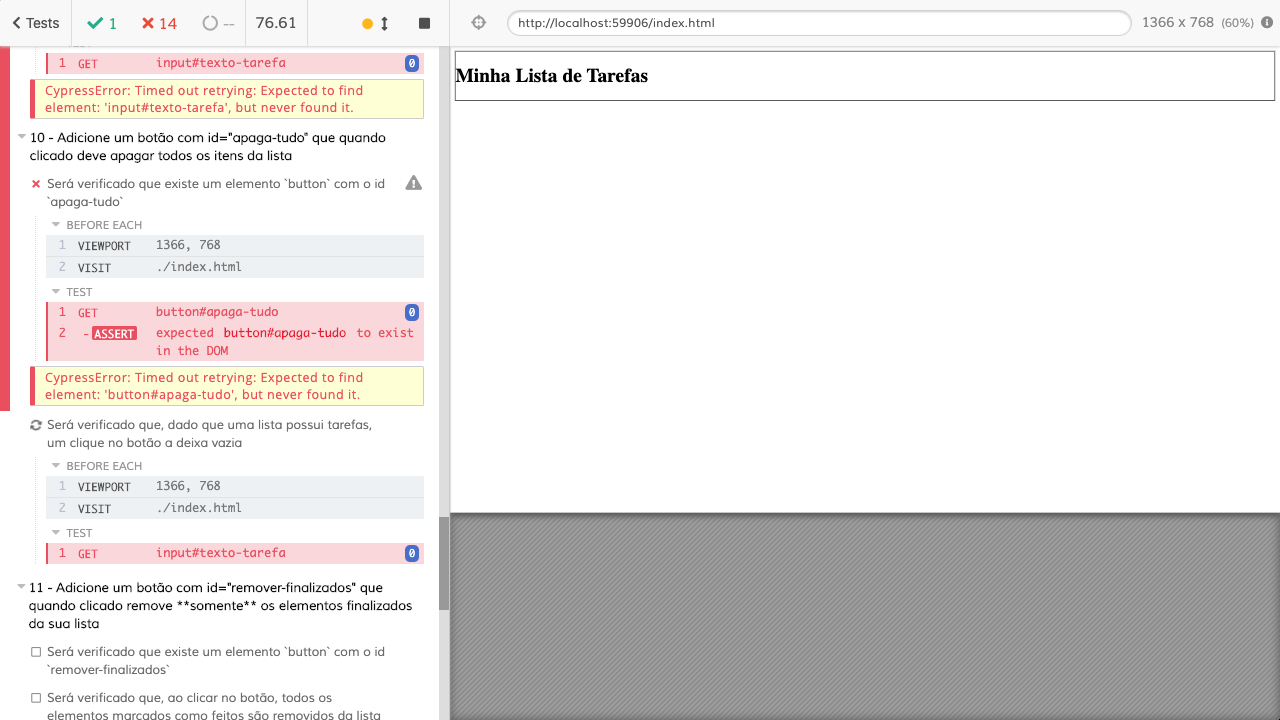 Tests
1
14
--
76.61
http://localhost:59906/index.html
1366 x 768 (60%)
1 GET input#texto-tarefa 0
CypressError: Timed out retrying: Expected to find
element: 'input#texto-tarefa', but never found it.
10 - Adicione um botão com id="apaga-tudo" que quando
clicado deve apagar todos os itens da lista
Será verificado que existe um elemento `button` com o id
`apaga-tudo`
BEFORE EACH
1 VIEWPORT 1366, 768
2 VISIT ./index.html
TEST
1 GET button#apaga-tudo 0
2 -ASSERT expected button#apaga-tudo to exist
in the DOM
CypressError: Timed out retrying: Expected to find
element: 'button#apaga-tudo', but never found it.
Será verificado que, dado que uma lista possui tarefas,
um clique no botão a deixa vazia
BEFORE EACH
1 VIEWPORT 1366, 768
2 VISIT ./index.html
TEST
1 GET input#texto-tarefa 0
11 - Adicione um botão com id="remover-finalizados" que
quando clicado remove **somente** os elementos finalizados
da sua lista
Será verificado que existe um elemento `button` com o id
`remover-finalizados`
Será verificado que, ao clicar no botão, todos os
elementos marcados como feitos são removidos da lista
Minha Lista de Tarefas